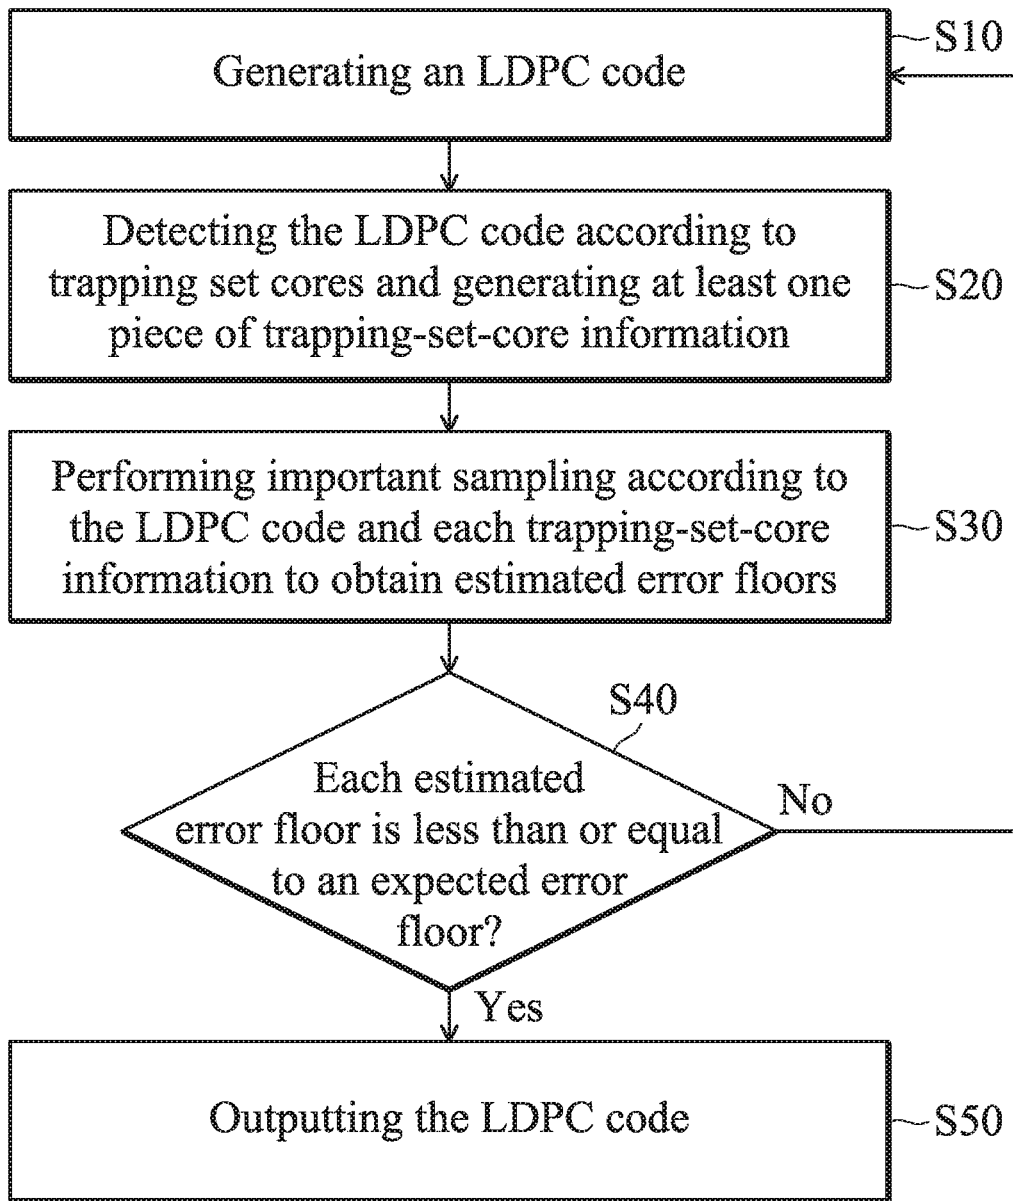 S10
Generating an LDPC code
Detecting the LDPC code according to
trapping set cores and generating at least one
piece of trapping-set-core information
S20
Performing important sampling according to
the LDPC code and each trapping-set-core
information to obtain estimated error floors
S30
S40
Each estimated
error floor is less than or equal
to an expected error
floor?
No
Yes
Outputting the LDPC code
S50